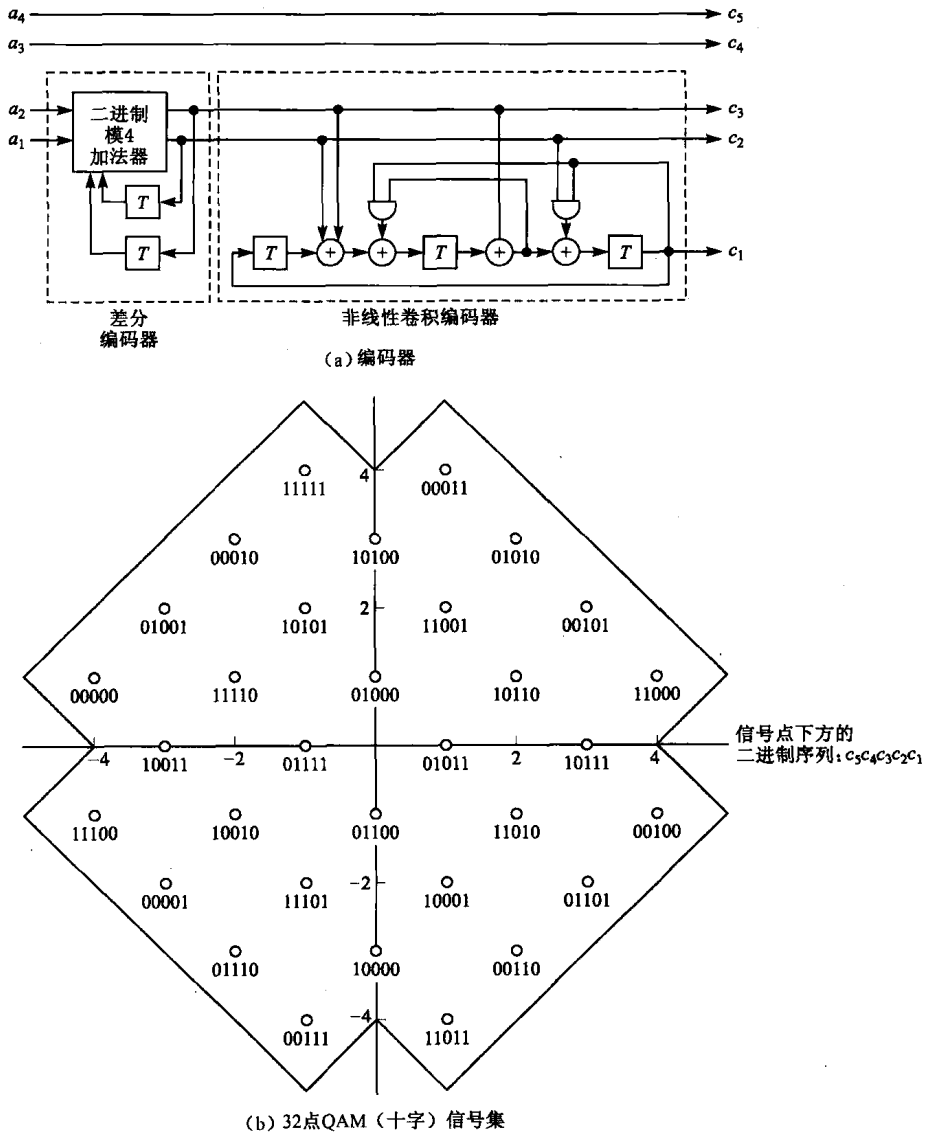 a₄ c₅
a₃ c₄
a₂ 二进制 c₃
a₁ 模4 c₂
加法器
T
T
T + + T + + T c₁
差分
编码器
非线性卷积编码器
(a)编码器
4
11111 00011
00010 10100 01010
2
01001 10101 11001 00101
00000 11110 01000 10110 11000
信号点下方的
二进制序列:c₅c₄c₃c₂c₁
−4 −2 2 4
10011 01111 01011 10111
11100 10010 01100 11010 00100
−2
00001 11101 10001 01101
01110 10000 00110
−4
00111 11011
(b)32点QAM(十字)信号集